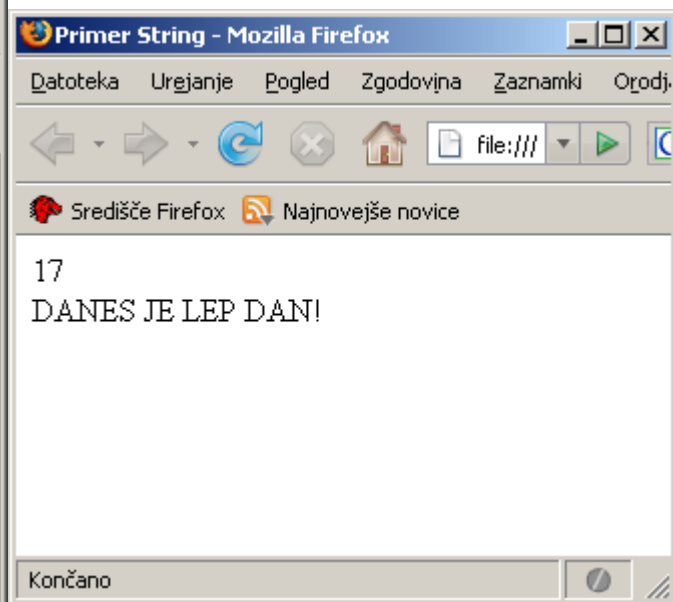 Primer String - Mozilla Firefox
Datoteka Urejanje Pogled Zgodovina Zaznamki Orodj
file:///
Središče Firefox Najnovejše novice
17
DANES JE LEP DAN!
Končano